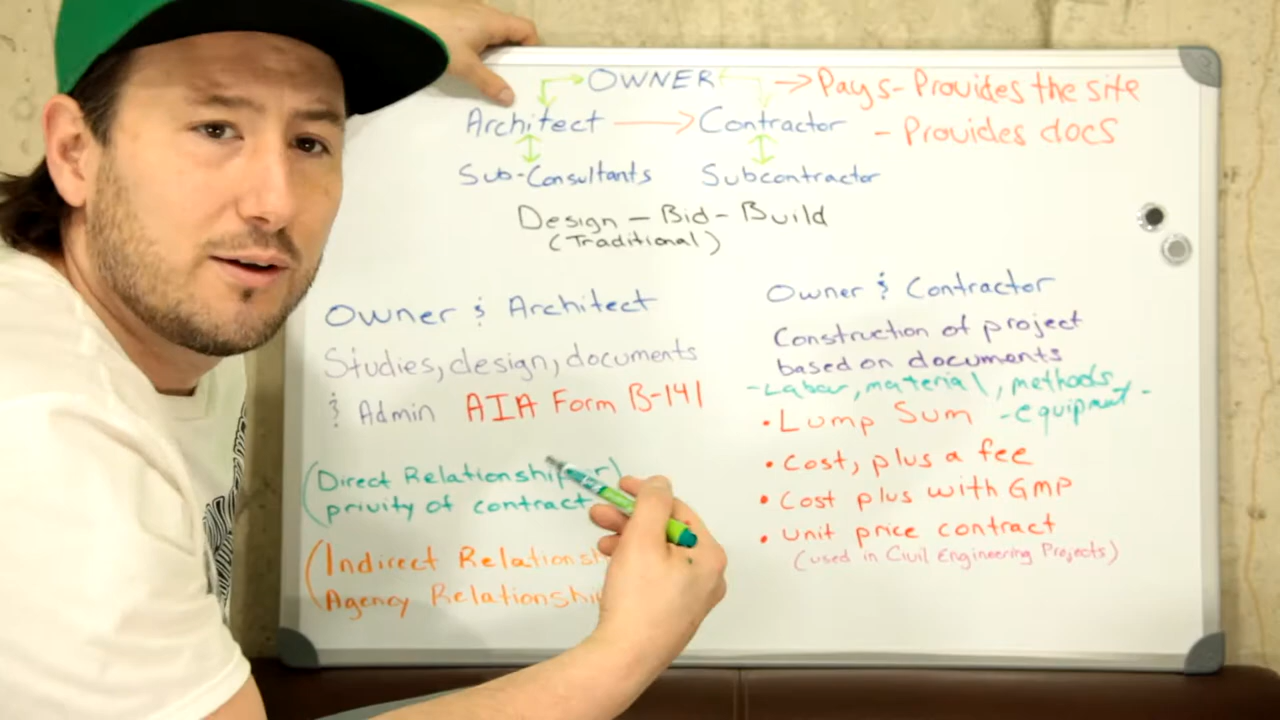 OWNER → Pays - Provides the site
Architect → Contractor - Provides docs
Sub-Consultants Subcontractor
Design - Bid - Build
(Traditional)
Owner & Architect
Studies, design, documents
& Admin AIA Form B-141
(Direct Relationship or)
privity of contract
(Indirect
Agency
Owner & Contractor
Construction of project
based on documents
- Labor, material, methods,
- equipment -
• Lump Sum
• Cost, plus a fee
• Cost plus with GMP
• unit price contract
(used in Civil Engineering Projects)